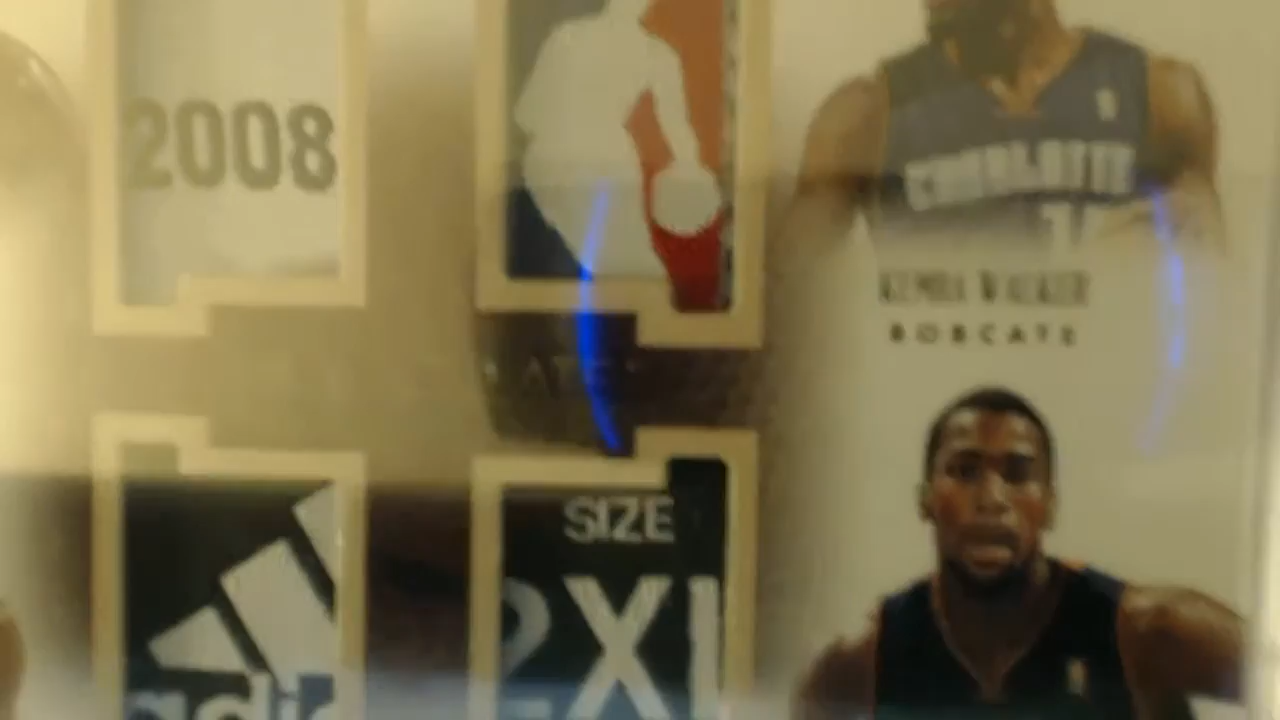 2008
CHARLOTTE
KEMBA WALKER
BOBCATS
SIZE
2XL
adidas